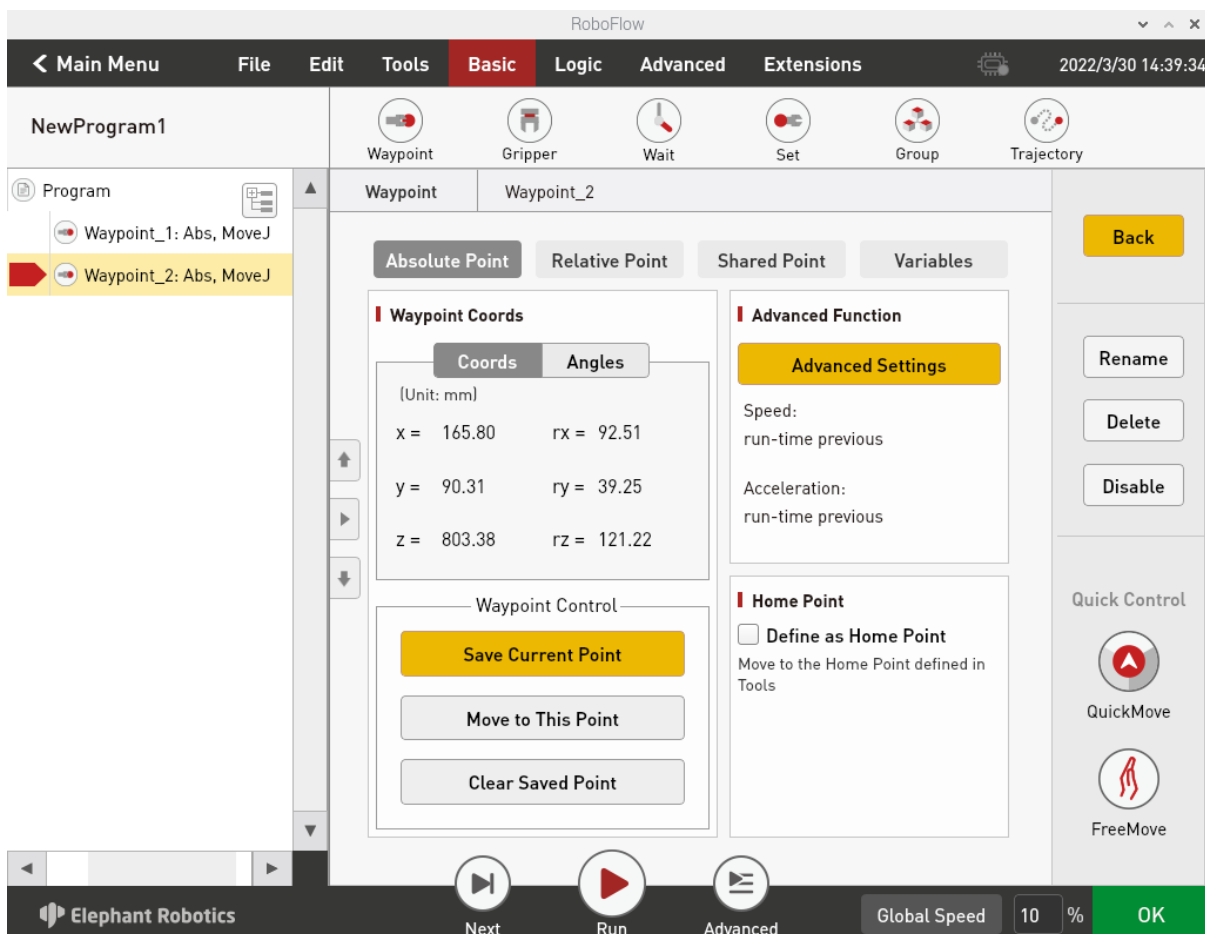 RoboFlow
Main Menu File Edit Tools Basic Logic Advanced Extensions 2022/3/30 14:39:34
NewProgram1
Waypoint Gripper Wait Set Group Trajectory
Program
Waypoint_1: Abs, MoveJ
Waypoint_2: Abs, MoveJ
Waypoint Waypoint_2
Absolute Point Relative Point Shared Point Variables
Waypoint Coords
Coords Angles
(Unit: mm)
x = 165.80 rx = 92.51
y = 90.31 ry = 39.25
z = 803.38 rz = 121.22
Waypoint Control
Save Current Point
Move to This Point
Clear Saved Point
Advanced Function
Advanced Settings
Speed:
run-time previous
Acceleration:
run-time previous
Home Point
Define as Home Point
Move to the Home Point defined in
Tools
Back
Rename
Delete
Disable
Quick Control
QuickMove
FreeMove
Elephant Robotics
Next Run Advanced
Global Speed 10 % OK